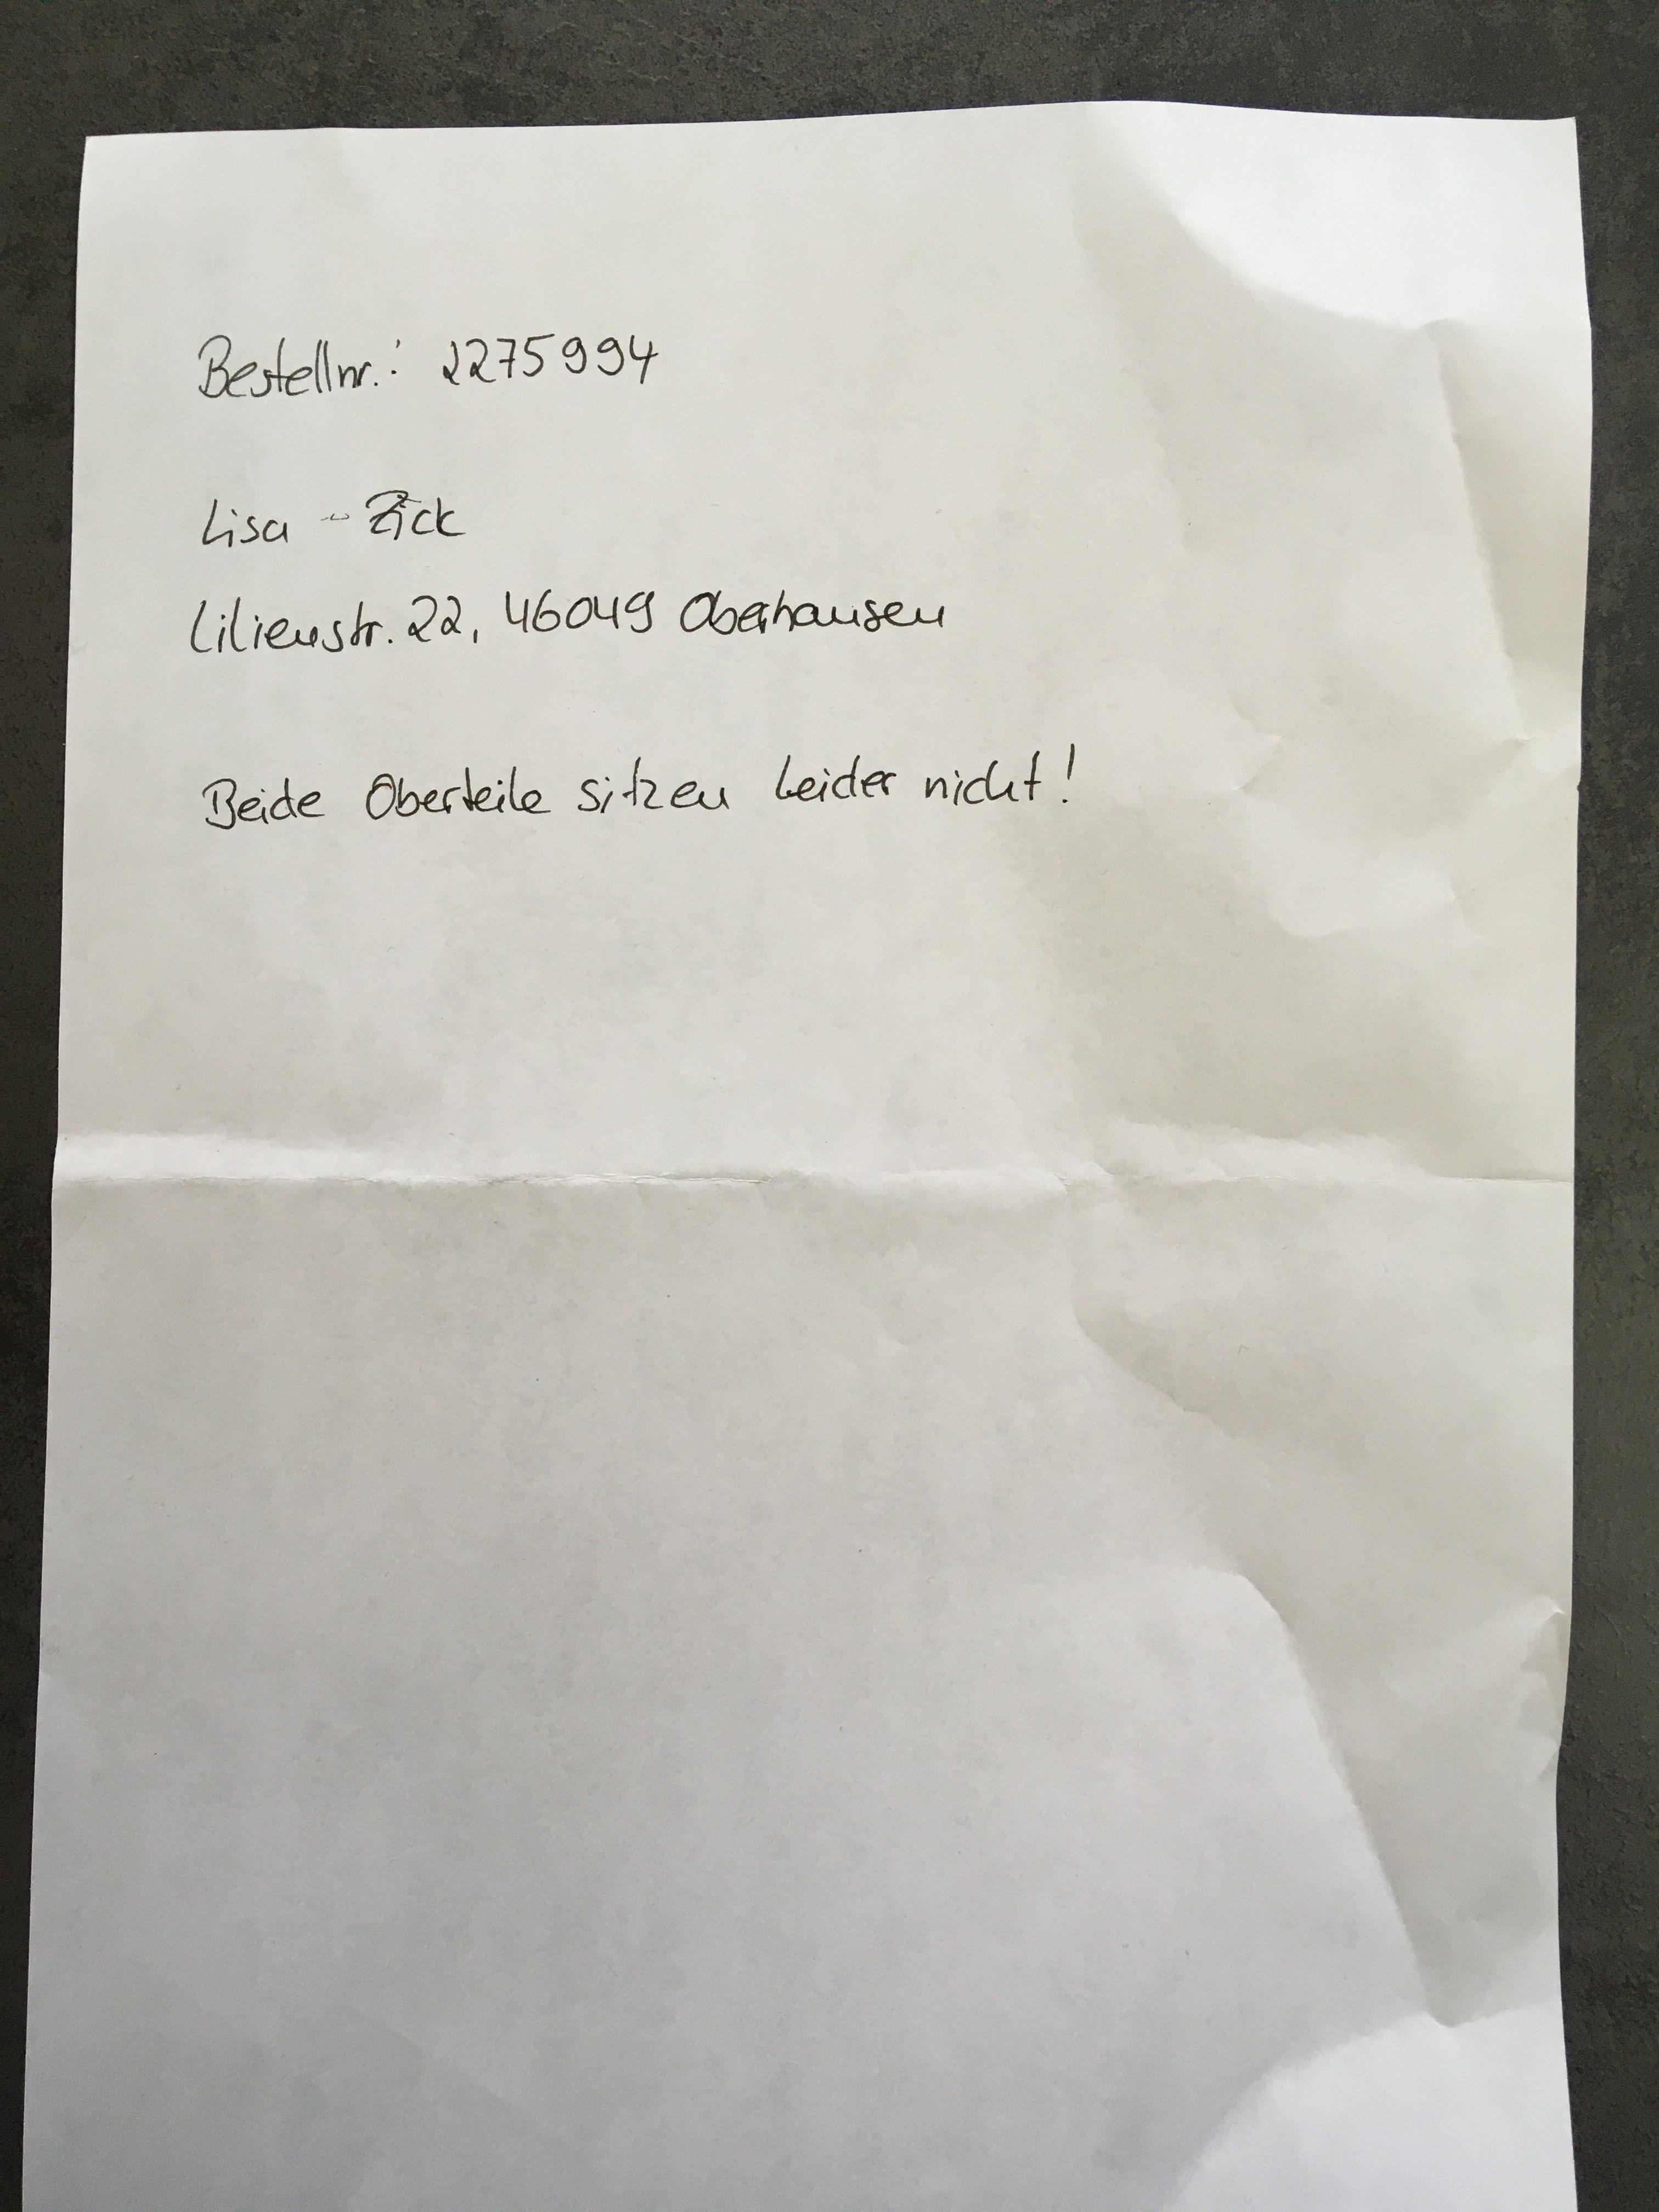 Bestellnr.: 2275994
Lisa - Zick
Lilienstr. 22, 46049 Oberhausen
Beide Oberteile sitzen leider nicht!